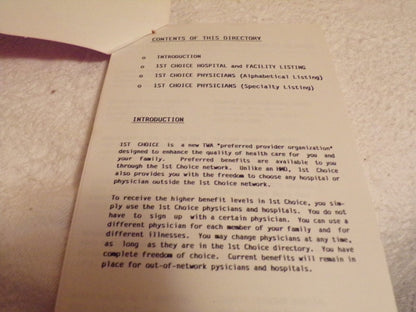 CONTENTS OF THIS DIRECTORY
o INTRODUCTION
o 1ST CHOICE HOSPITAL and FACILITY LISTING
o 1ST CHOICE PHYSICIANS (Alphabetical Listing)
o 1ST CHOICE PHYSICIANS (Specialty Listing)
INTRODUCTION
1ST CHOICE is a new TWA "preferred provider organization"
designed to enhance the quality of health care for you and
your family. Preferred benefits are available to you
through the 1st Choice network. Unlike an HMO, 1st Choice
also provides you with the freedom to choose any hospital or
physician outside the 1st Choice network.
To receive the higher benefit levels in 1st Choice, you sim-
ply use the 1st Choice physicians and hospitals. You do not
have to sign up with a certain physician. You can use a
different physician for each member of your family and for
different illnesses. You may change physicians at any time,
as long as they are in the 1st Choice directory. You have
complete freedom of choice. Current benefits will remain in
place for out-of-network pysicians and hospitals.